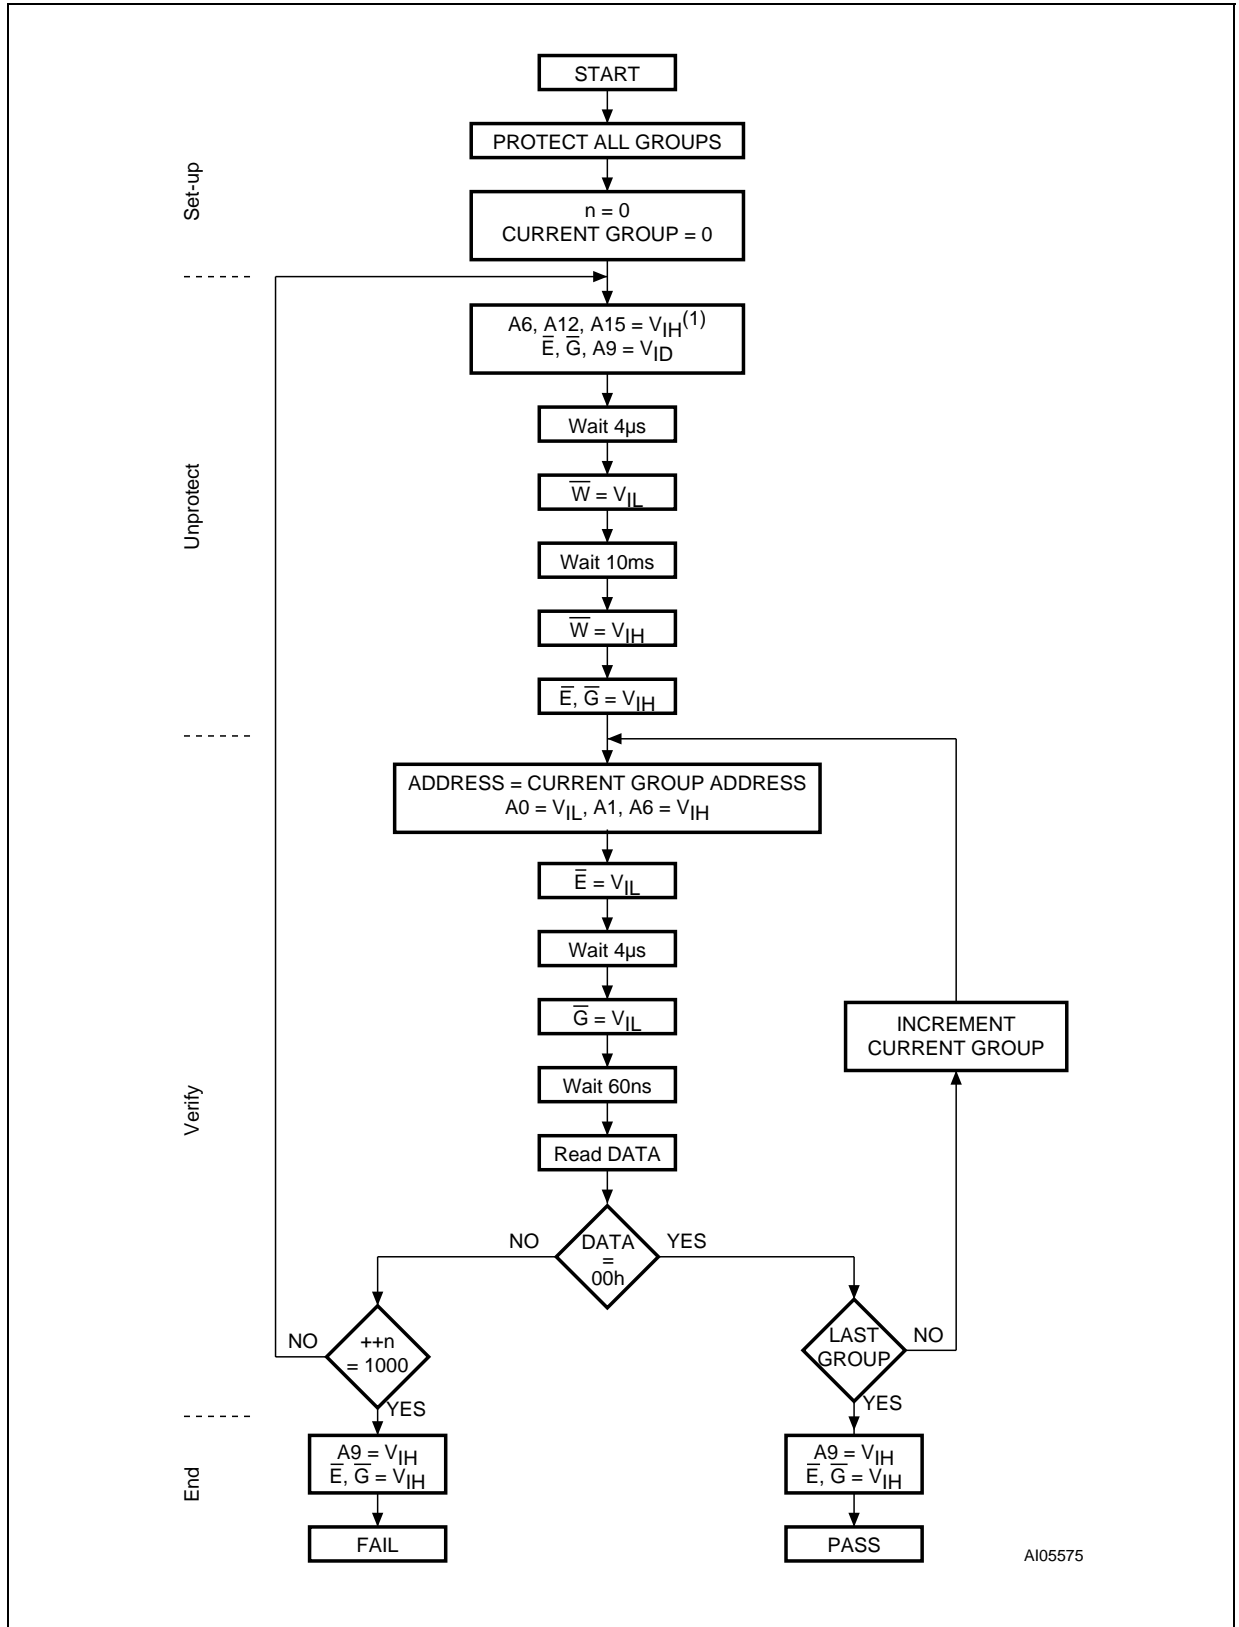 START
PROTECT ALL GROUPS
Set-up
n = 0
CURRENT GROUP = 0
A6, A12, A15 = VIH(1)
E̅, G̅, A9 = VID
Wait 4µs
Unprotect
W̅ = VIL
Wait 10ms
W̅ = VIH
E̅, G̅ = VIH
ADDRESS = CURRENT GROUP ADDRESS
A0 = VIL, A1, A6 = VIH
E̅ = VIL
Wait 4µs
G̅ = VIL
INCREMENT
CURRENT GROUP
Wait 60ns
Verify
Read DATA
NO
DATA
=
00h
YES
NO
++n
= 1000
YES
LAST
GROUP
NO
YES
End
A9 = VIH
E̅, G̅ = VIH
A9 = VIH
E̅, G̅ = VIH
FAIL
PASS
AI05575